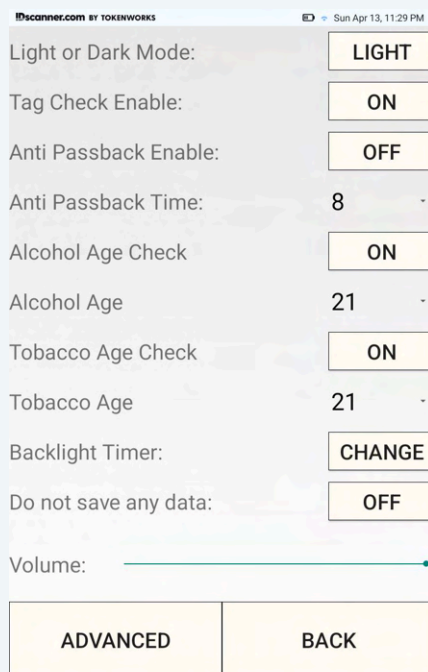 IDscanner.com BY TOKENWORKS Sun Apr 13, 11:29 PM
Light or Dark Mode: LIGHT
Tag Check Enable: ON
Anti Passback Enable: OFF
Anti Passback Time: 8
Alcohol Age Check ON
Alcohol Age 21
Tobacco Age Check ON
Tobacco Age 21
Backlight Timer: CHANGE
Do not save any data: OFF
Volume:
ADVANCED BACK